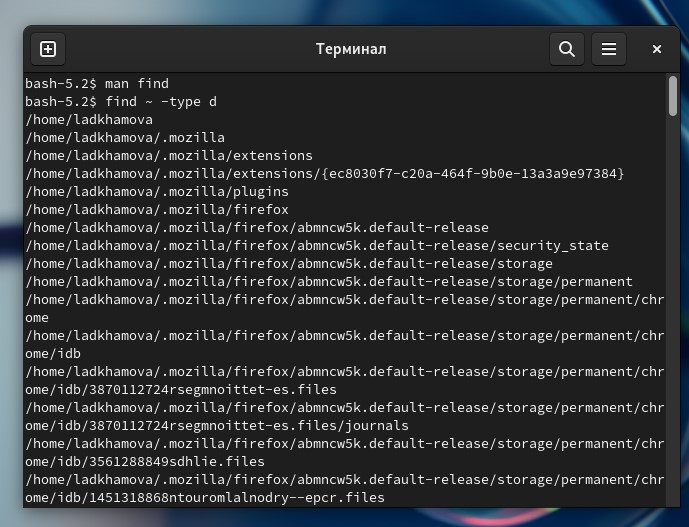 Терминал
bash-5.2$ man find
bash-5.2$ find ~ -type d
/home/ladkhamova
/home/ladkhamova/.mozilla
/home/ladkhamova/.mozilla/extensions
/home/ladkhamova/.mozilla/extensions/{ec8030f7-c20a-464f-9b0e-13a3a9e97384}
/home/ladkhamova/.mozilla/plugins
/home/ladkhamova/.mozilla/firefox
/home/ladkhamova/.mozilla/firefox/abmncw5k.default-release
/home/ladkhamova/.mozilla/firefox/abmncw5k.default-release/security_state
/home/ladkhamova/.mozilla/firefox/abmncw5k.default-release/storage
/home/ladkhamova/.mozilla/firefox/abmncw5k.default-release/storage/permanent
/home/ladkhamova/.mozilla/firefox/abmncw5k.default-release/storage/permanent/chr
ome
/home/ladkhamova/.mozilla/firefox/abmncw5k.default-release/storage/permanent/chr
ome/idb
/home/ladkhamova/.mozilla/firefox/abmncw5k.default-release/storage/permanent/chr
ome/idb/3870112724rsegmnoittet-es.files
/home/ladkhamova/.mozilla/firefox/abmncw5k.default-release/storage/permanent/chr
ome/idb/3870112724rsegmnoittet-es.files/journals
/home/ladkhamova/.mozilla/firefox/abmncw5k.default-release/storage/permanent/chr
ome/idb/3561288849sdhlie.files
/home/ladkhamova/.mozilla/firefox/abmncw5k.default-release/storage/permanent/chr
ome/idb/1451318868ntouromlalnodry--epcr.files